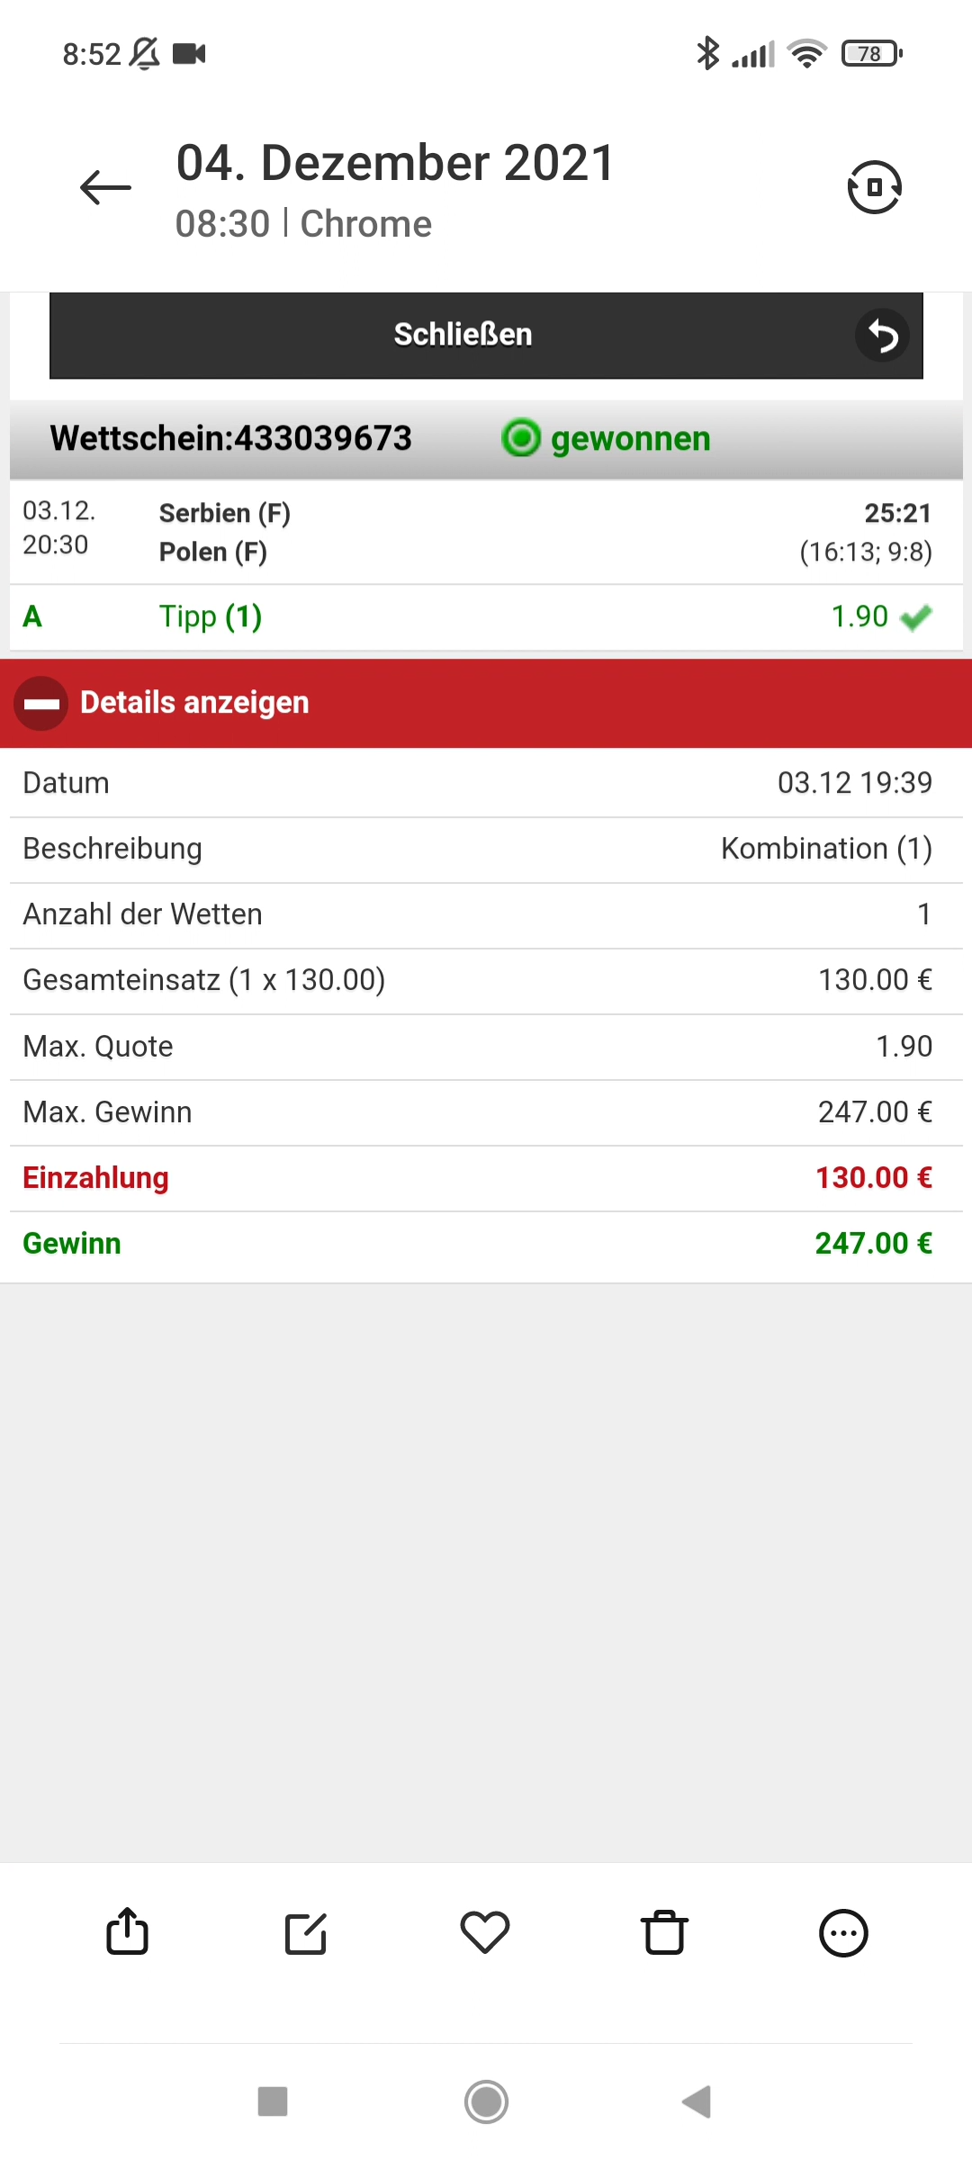 8:52
78
04. Dezember 2021
08:30 | Chrome
Schließen
Wettschein:433039673 gewonnen
03.12. Serbien (F) 25:21
20:30 Polen (F) (16:13; 9:8)
A Tipp (1) 1.90
Details anzeigen
Datum 03.12 19:39
Beschreibung Kombination (1)
Anzahl der Wetten 1
Gesamteinsatz (1 x 130.00) 130.00 €
Max. Quote 1.90
Max. Gewinn 247.00 €
Einzahlung 130.00 €
Gewinn 247.00 €